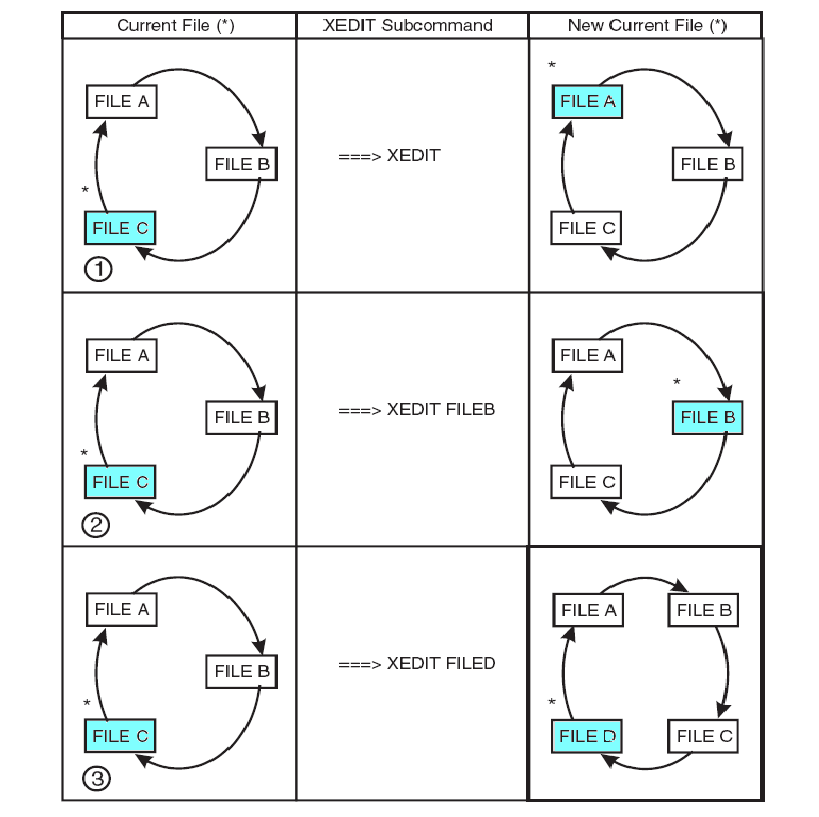 Current File (*)
XEDIT Subcommand
New Current File (*)
FILE A
FILE B
*
FILE C
①
===> XEDIT
*
FILE A
FILE B
FILE C
FILE A
FILE B
*
FILE C
②
===> XEDIT FILEB
FILE A
*
FILE B
FILE C
FILE A
FILE B
*
FILE C
③
===> XEDIT FILED
FILE A
FILE B
*
FILE D
FILE C